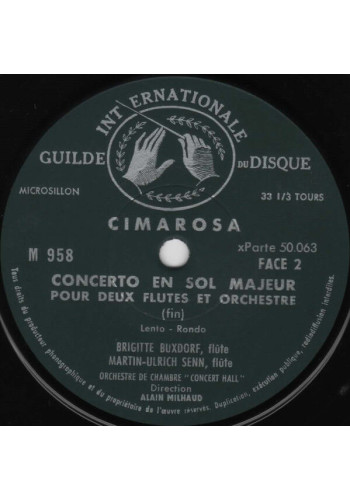 INTERNATIONALE
GUILDE DU DISQUE
MICROSILLON
33 1/3 TOURS
CIMAROSA
M 958
xParte 50.063
FACE 2
CONCERTO EN SOL MAJEUR
POUR DEUX FLUTES ET ORCHESTRE
(fin)
Lento - Rondo
BRIGITTE BUXDORF, flûte
MARTIN-ULRICH SENN, flûte
ORCHESTRE DE CHAMBRE "CONCERT HALL"
Direction
ALAIN MILHAUD
Tous droits du producteur phonographique et du propriétaire de l'œuvre réservés. Duplication, exécution publique, radiodiffusion interdites.